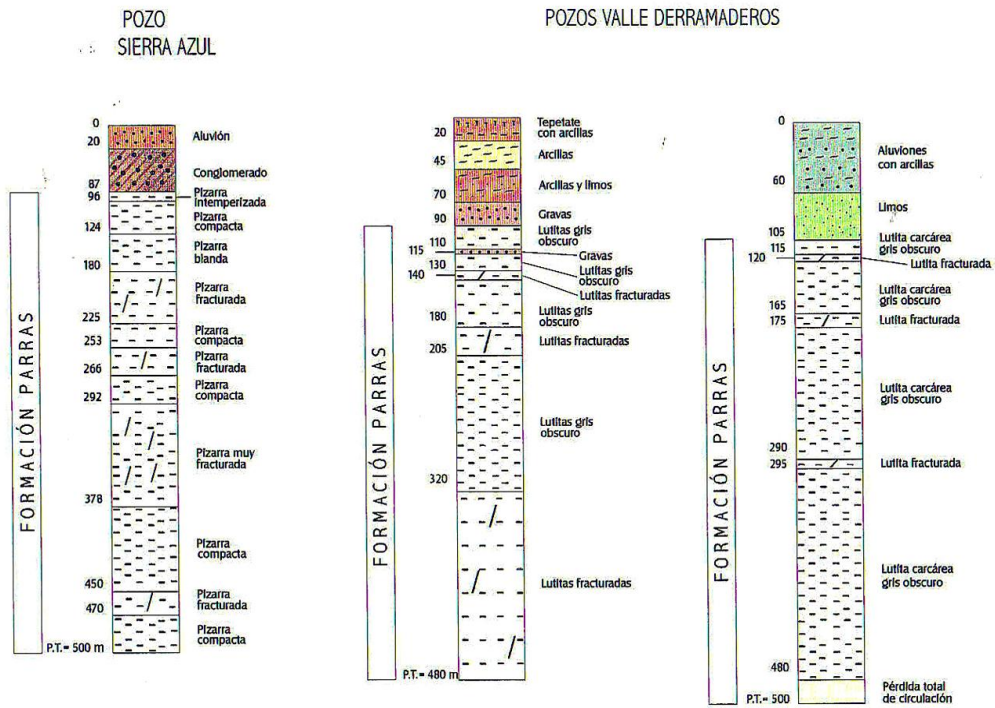 POZO
SIERRA AZUL
POZOS VALLE DERRAMADEROS
0
20
Aluvión
Conglomerado
87
96
Pizarra
Intemperizada
Pizarra
compacta
124
Pizarra
blanda
180
Pizarra
fracturada
225
Pizarra
compacta
253
Pizarra
fracturada
266
Pizarra
compacta
292
Pizarra muy
fracturada
378
Pizarra
compacta
450
Pizarra
fracturada
470
Pizarra
compacta
P.T.= 500 m
FORMACIÓN PARRAS
20
Tepetate
con arcillas
45
Arcillas
70
Arcillas y limos
90
Gravas
110
Lutitas gris
obscuro
115
Gravas
130
Lutitas gris
obscuro
140
Lutitas fracturadas
180
Lutitas gris
obscuro
205
Lutitas fracturadas
Lutitas gris
obscuro
320
Lutitas fracturadas
P.T.= 480 m
FORMACIÓN PARRAS
0
Aluviones
con arcillas
60
Limos
105
Lutita carcárea
gris obscuro
115
120
Lutita fracturada
Lutita carcárea
gris obscuro
165
175
Lutita fracturada
Lutita carcárea
gris obscuro
290
295
Lutita fracturada
Lutita carcárea
gris obscuro
480
Pérdida total
de circulación
P.T.= 500
FORMACIÓN PARRAS